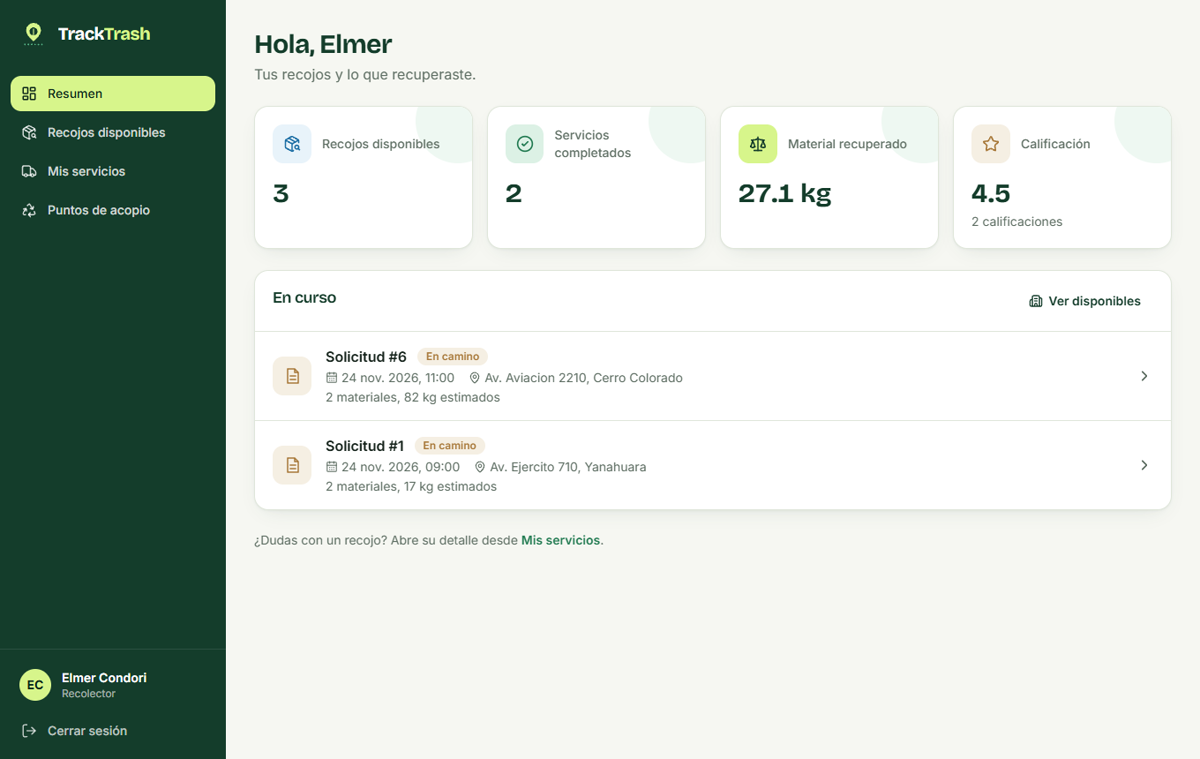 TrackTrash
Resumen
Recojos disponibles
Mis servicios
Puntos de acopio
Elmer Condori
EC
Recolector
Cerrar sesión
Hola, Elmer
Tus recojos y lo que recuperaste.
Recojos disponibles
3
Servicios
completados
2
Material recuperado
27.1 kg
Calificación
4.5
2 calificaciones
En curso
Ver disponibles
Solicitud #6 En camino
24 nov. 2026, 11:00 Av. Aviacion 2210, Cerro Colorado
2 materiales, 82 kg estimados
Solicitud #1 En camino
24 nov. 2026, 09:00 Av. Ejercito 710, Yanahuara
2 materiales, 17 kg estimados
¿Dudas con un recojo? Abre su detalle desde Mis servicios.